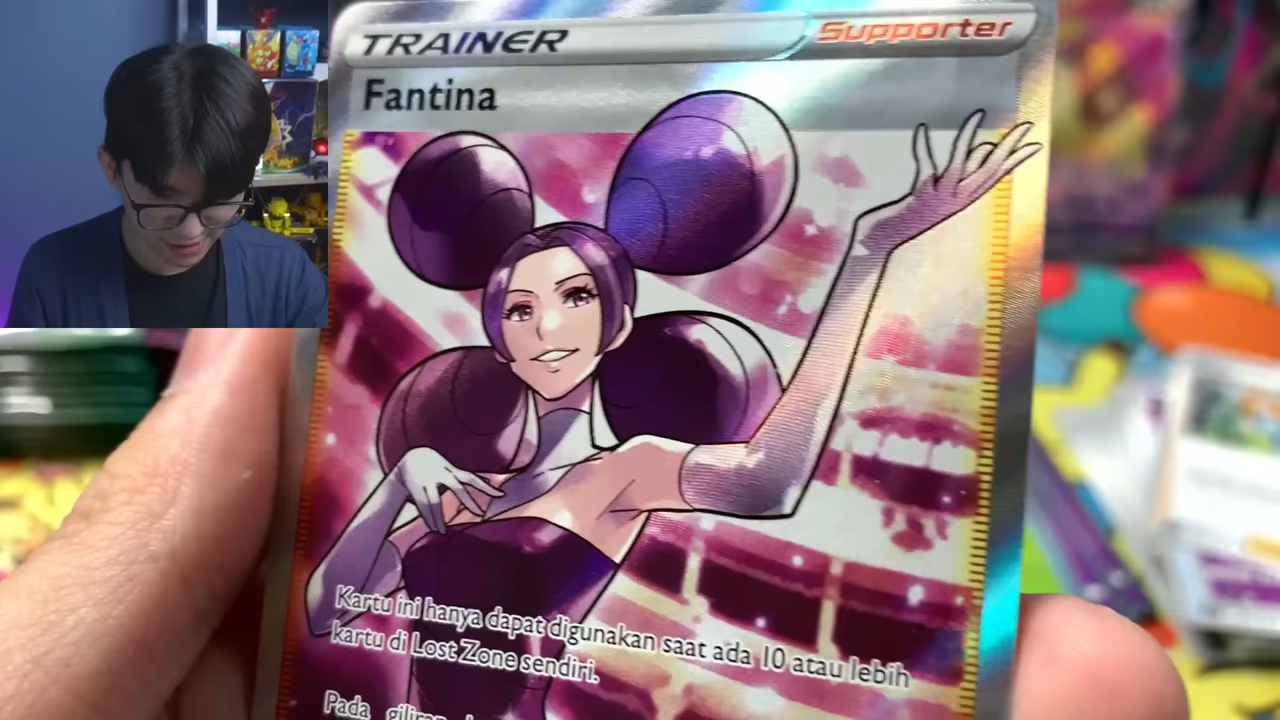 TRAINER Supporter
Fantina
Kartu ini hanya dapat digunakan saat ada 10 atau lebih
kartu di Lost Zone sendiri.
Pada